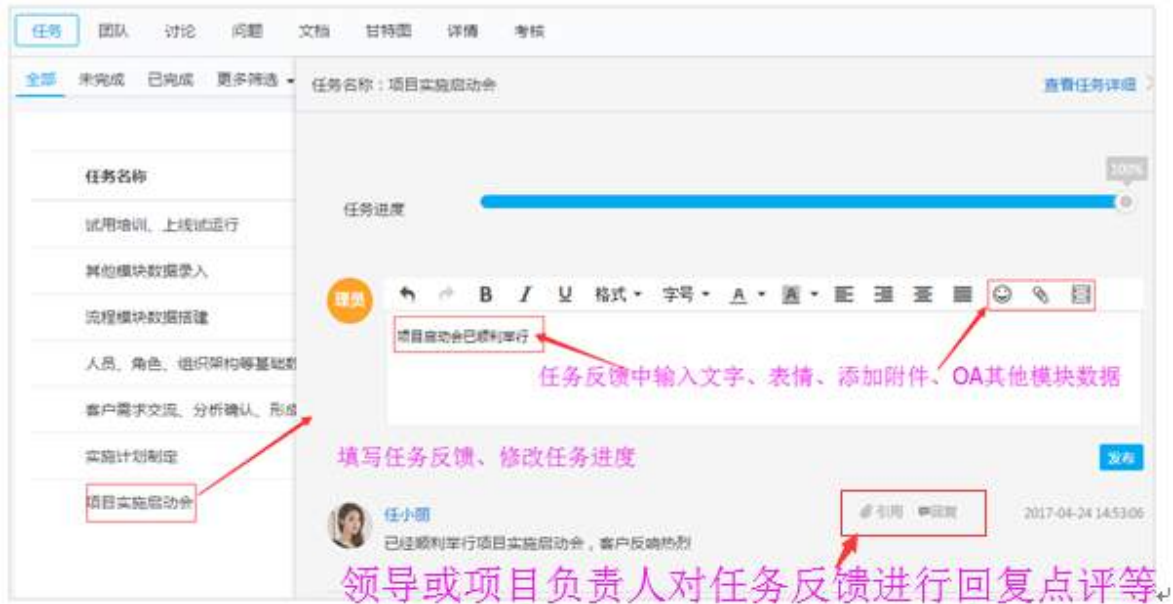 任务 团队 讨论 问题 文档 甘特图 详情 考核
全部 未完成 已完成 更多筛选
任务名称：项目实施启动会 查看任务详细
100%
任务名称
任务进度
试用培训、上线试运行
其他模块数据录入
理员 B I U 格式 字号 A A
流程模块数据搭建
项目启动会已顺利举行
人员、角色、组织架构等基础数
任务反馈中输入文字、表情、添加附件、OA其他模块数据
客户需求交流、分析确认、形成
实施计划制定
填写任务反馈、修改任务进度 发布
项目实施启动会
任小丽 引用 回复 2017-04-24 14:53:06
已经顺利举行项目实施启动会，客户反响热烈
领导或项目负责人对任务反馈进行回复点评等